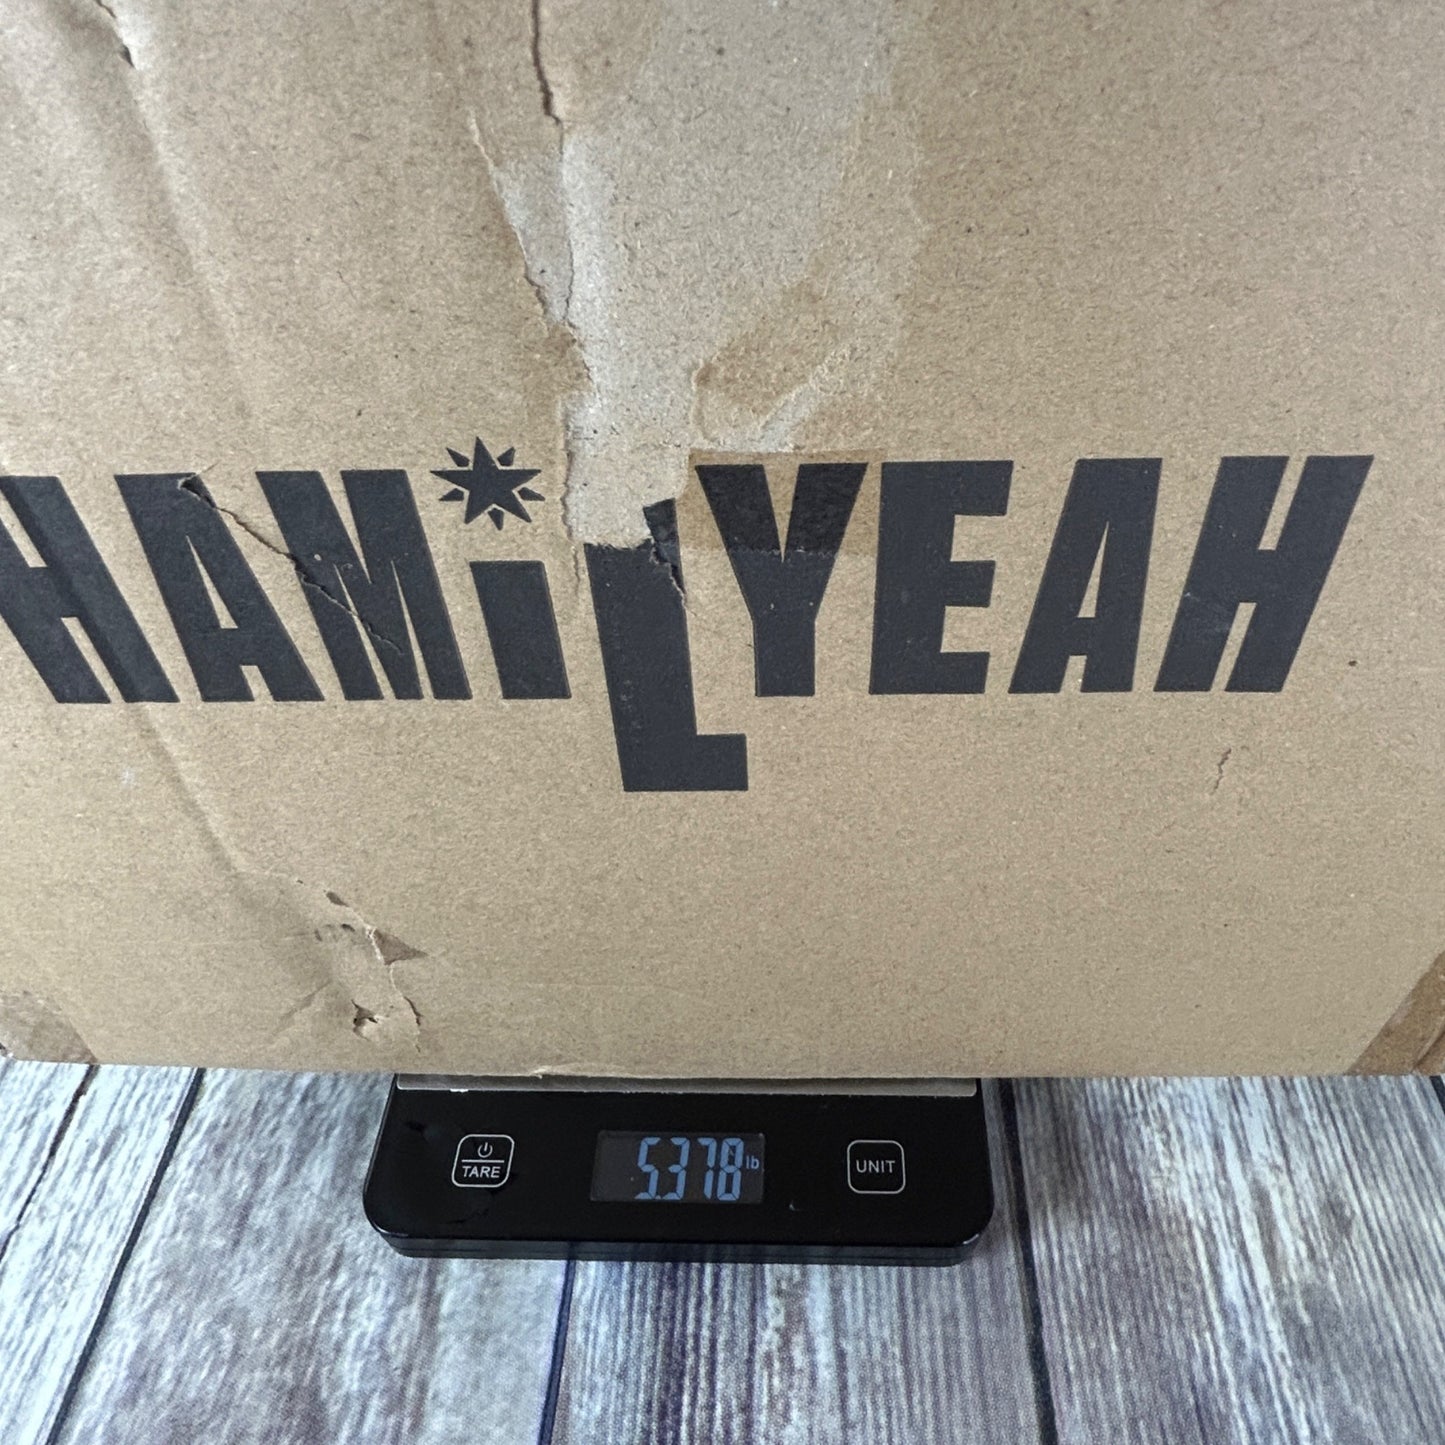 HAMiLYEAH
TARE
5.378 lb
UNIT